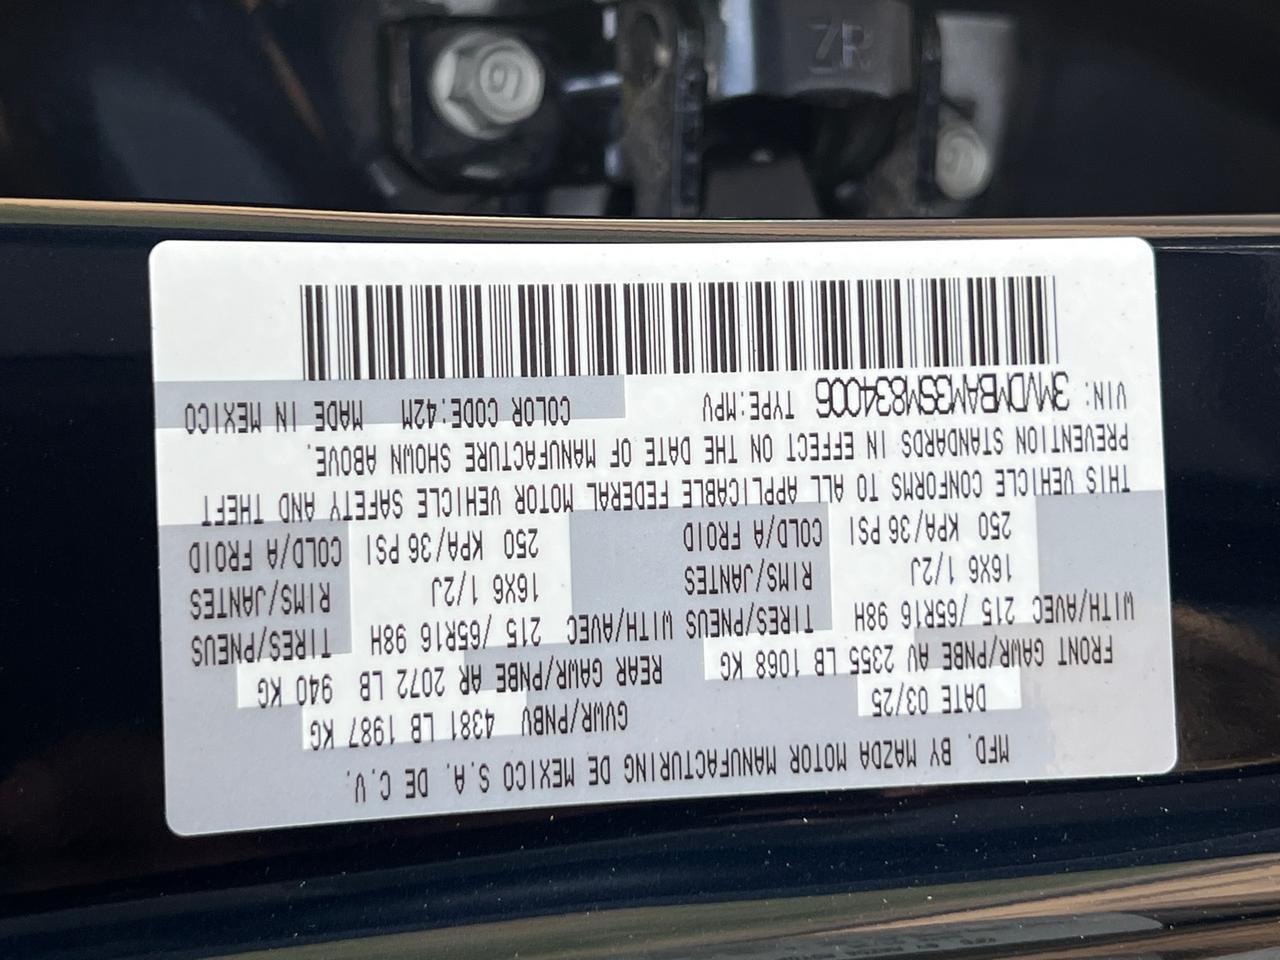 MFD. BY MAZDA MOTOR MANUFACTURING DE MEXICO S.A. DE C.V.
DATE 03/25 GVWR/PNBV 4381 LB 1987 KG
FRONT GAWR/PNBE AV 2355 LB 1068 KG REAR GAWR/PNBE AR 2072 LB 940 KG
WITH/AVEC 215/65R16 98H TIRES/PNEUS WITH/AVEC 215/65R16 98H TIRES/PNEUS
16X6 1/2J RIMS/JANTES 16X6 1/2J RIMS/JANTES
250 KPA/36 PSI COLD/A FROID 250 KPA/36 PSI COLD/A FROID
THIS VEHICLE CONFORMS TO ALL APPLICABLE FEDERAL MOTOR VEHICLE SAFETY AND THEFT
PREVENTION STANDARDS IN EFFECT ON THE DATE OF MANUFACTURE SHOWN ABOVE.
VIN: 3MVDMBAM3SM834006 TYPE:MPV COLOR CODE:42M MADE IN MEXICO
ZR